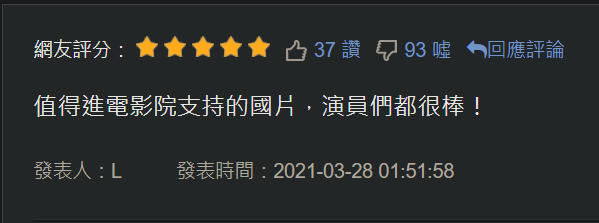 網友評分： 37 讚 93 噓 回應評論
值得進電影院支持的國片，演員們都很棒！
發表人：L 發表時間：2021-03-28 01:51:58